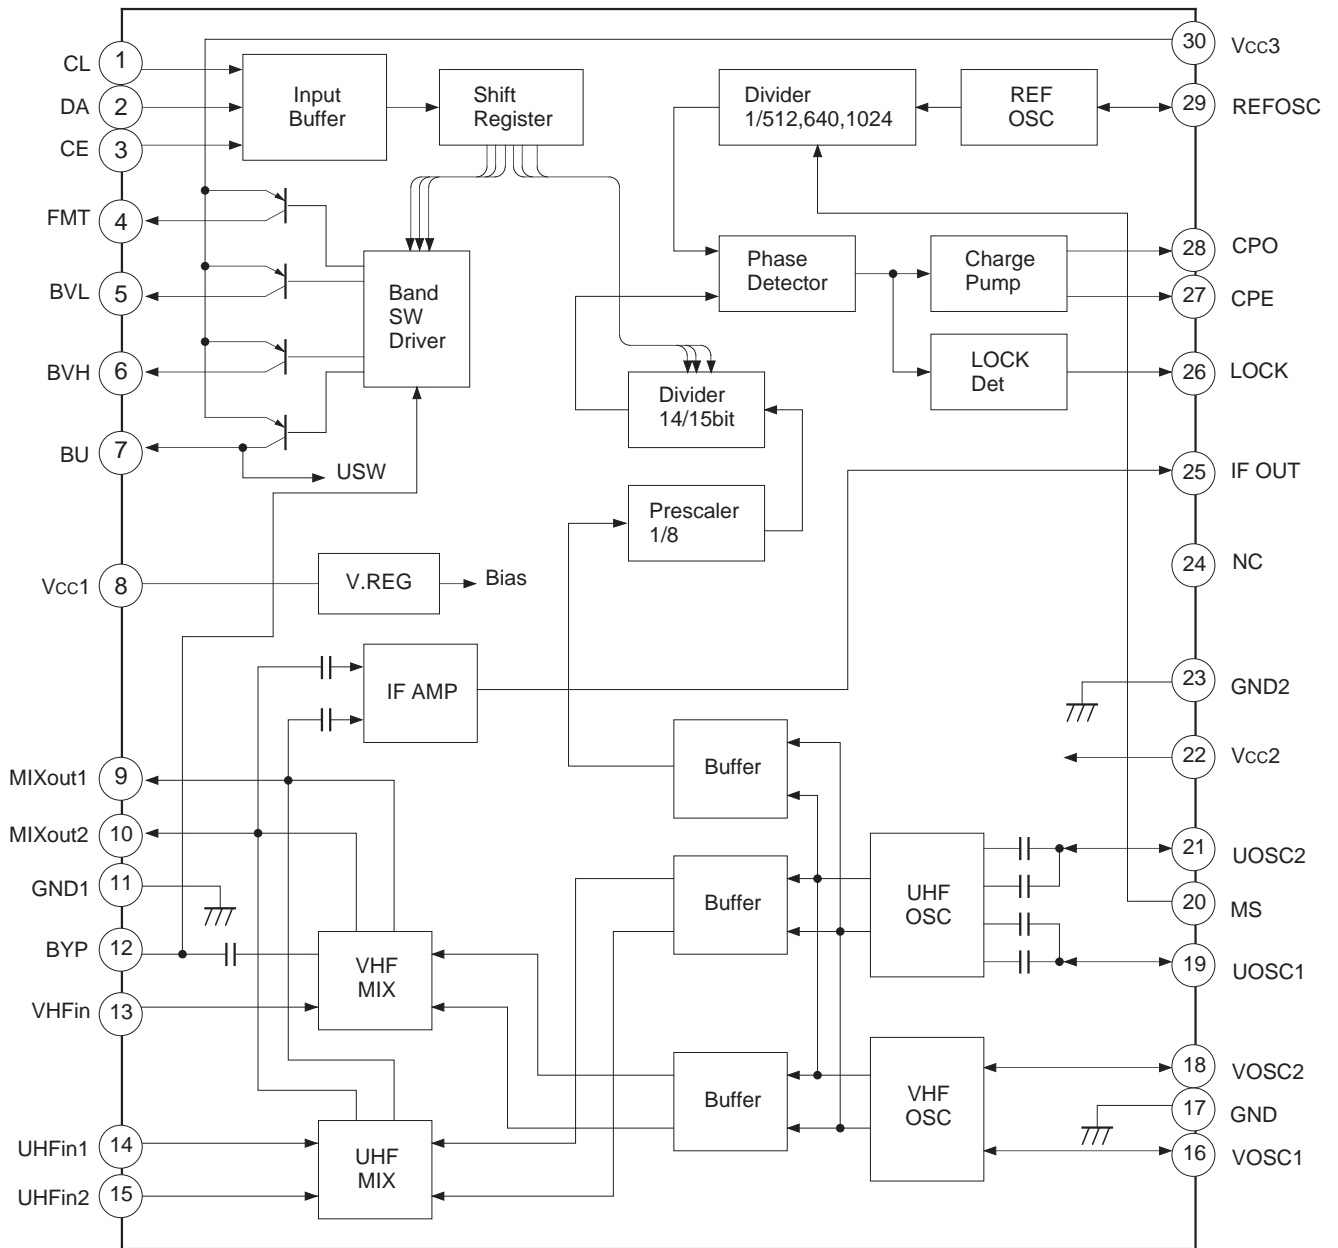 CL
1
DA
2
CE
3
FMT
4
BVL
5
BVH
6
BU
7
Vcc1
8
MIXout1
9
MIXout2
10
GND1
11
BYP
12
VHFin
13
UHFin1
14
UHFin2
15
Input
Buffer
Shift
Register
Divider
1/512,640,1024
REF
OSC
Band
SW
Driver
Phase
Detector
Charge
Pump
LOCK
Det
Divider
14/15bit
USW
Prescaler
1/8
V.REG
Bias
IF AMP
Buffer
Buffer
UHF
OSC
VHF
MIX
Buffer
VHF
OSC
UHF
MIX
30
Vcc3
29
REFOSC
28
CPO
27
CPE
26
LOCK
25
IF OUT
24
NC
23
GND2
22
Vcc2
21
UOSC2
20
MS
19
UOSC1
18
VOSC2
17
GND
16
VOSC1